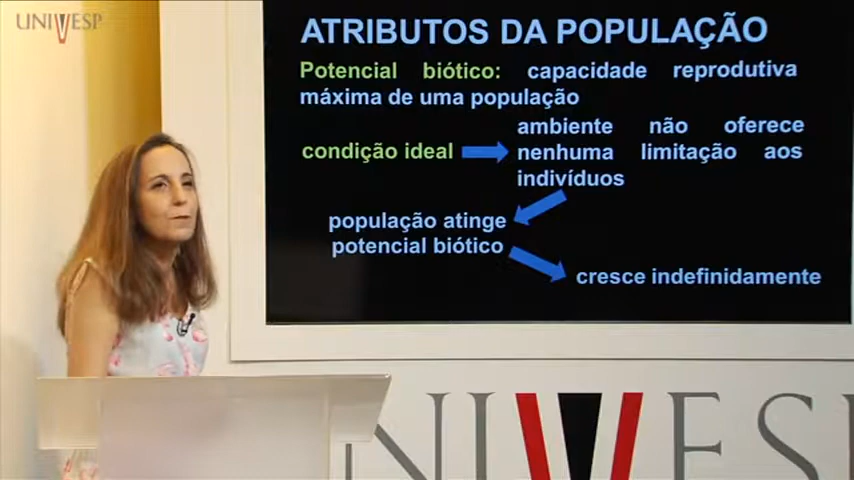 UNIVESP
ATRIBUTOS DA POPULAÇÃO
Potencial biótico: capacidade reprodutiva
máxima de uma população
condição ideal
ambiente não oferece
nenhuma limitação aos
indivíduos
população atinge
potencial biótico
cresce indefinidamente
UNIVESP